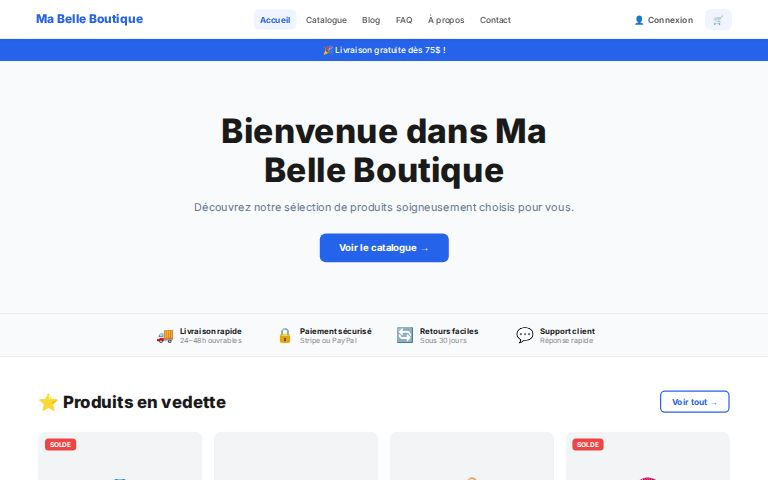 Ma Belle Boutique
Accueil Catalogue Blog FAQ À propos Contact
Connexion
Livraison gratuite dès 75$ !
Bienvenue dans Ma
Belle Boutique
Découvrez notre sélection de produits soigneusement choisis pour vous.
Voir le catalogue →
Livraison rapide
24–48h ouvrables
Paiement sécurisé
Stripe ou PayPal
Retours faciles
Sous 30 jours
Support client
Réponse rapide
Produits en vedette
Voir tout →
SOLDE
SOLDE